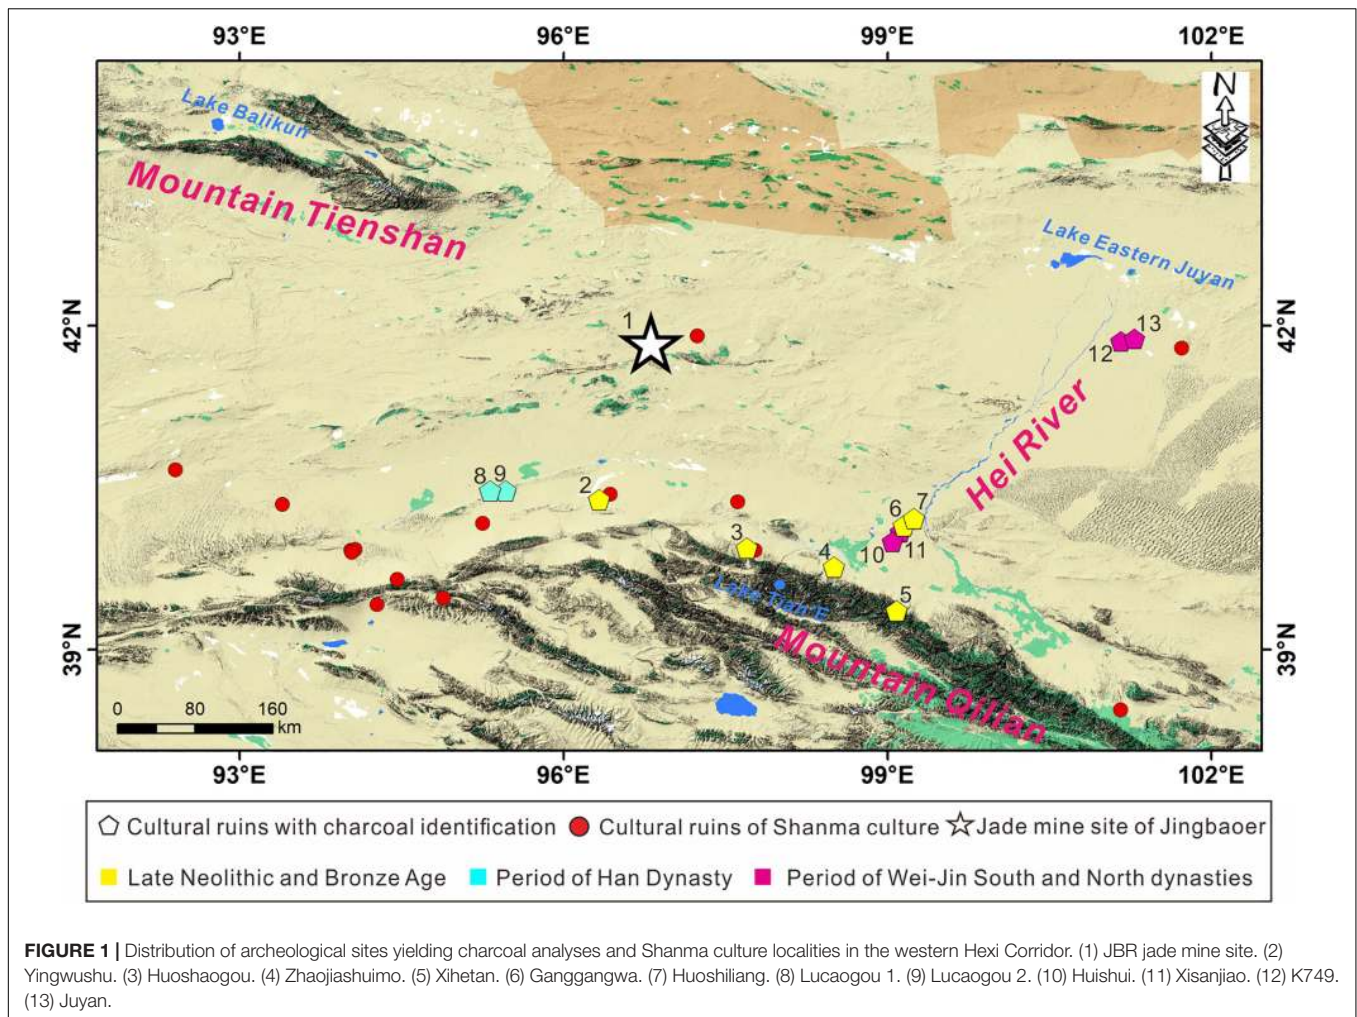 93°E 96°E 99°E 102°E
N
Lake Balikun
Mountain Tienshan
Lake Eastern Juyan
42°N 42°N
1
13
12
Hei River
8 9 2
7
6
3
10 11
4
Lake Tian E
5
39°N 39°N
Mountain Qilian
0 80 160
km
93°E 96°E 99°E 102°E
Cultural ruins with charcoal identification Cultural ruins of Shanma culture Jade mine site of Jingbaoer
Late Neolithic and Bronze Age Period of Han Dynasty Period of Wei-Jin South and North dynasties
FIGURE 1 | Distribution of archeological sites yielding charcoal analyses and Shanma culture localities in the western Hexi Corridor. (1) JBR jade mine site. (2)
Yingwushu. (3) Huoshaogou. (4) Zhaojiashuimo. (5) Xihetan. (6) Ganggangwa. (7) Huoshiliang. (8) Lucaogou 1. (9) Lucaogou 2. (10) Huishui. (11) Xisanjiao. (12) K749.
(13) Juyan.